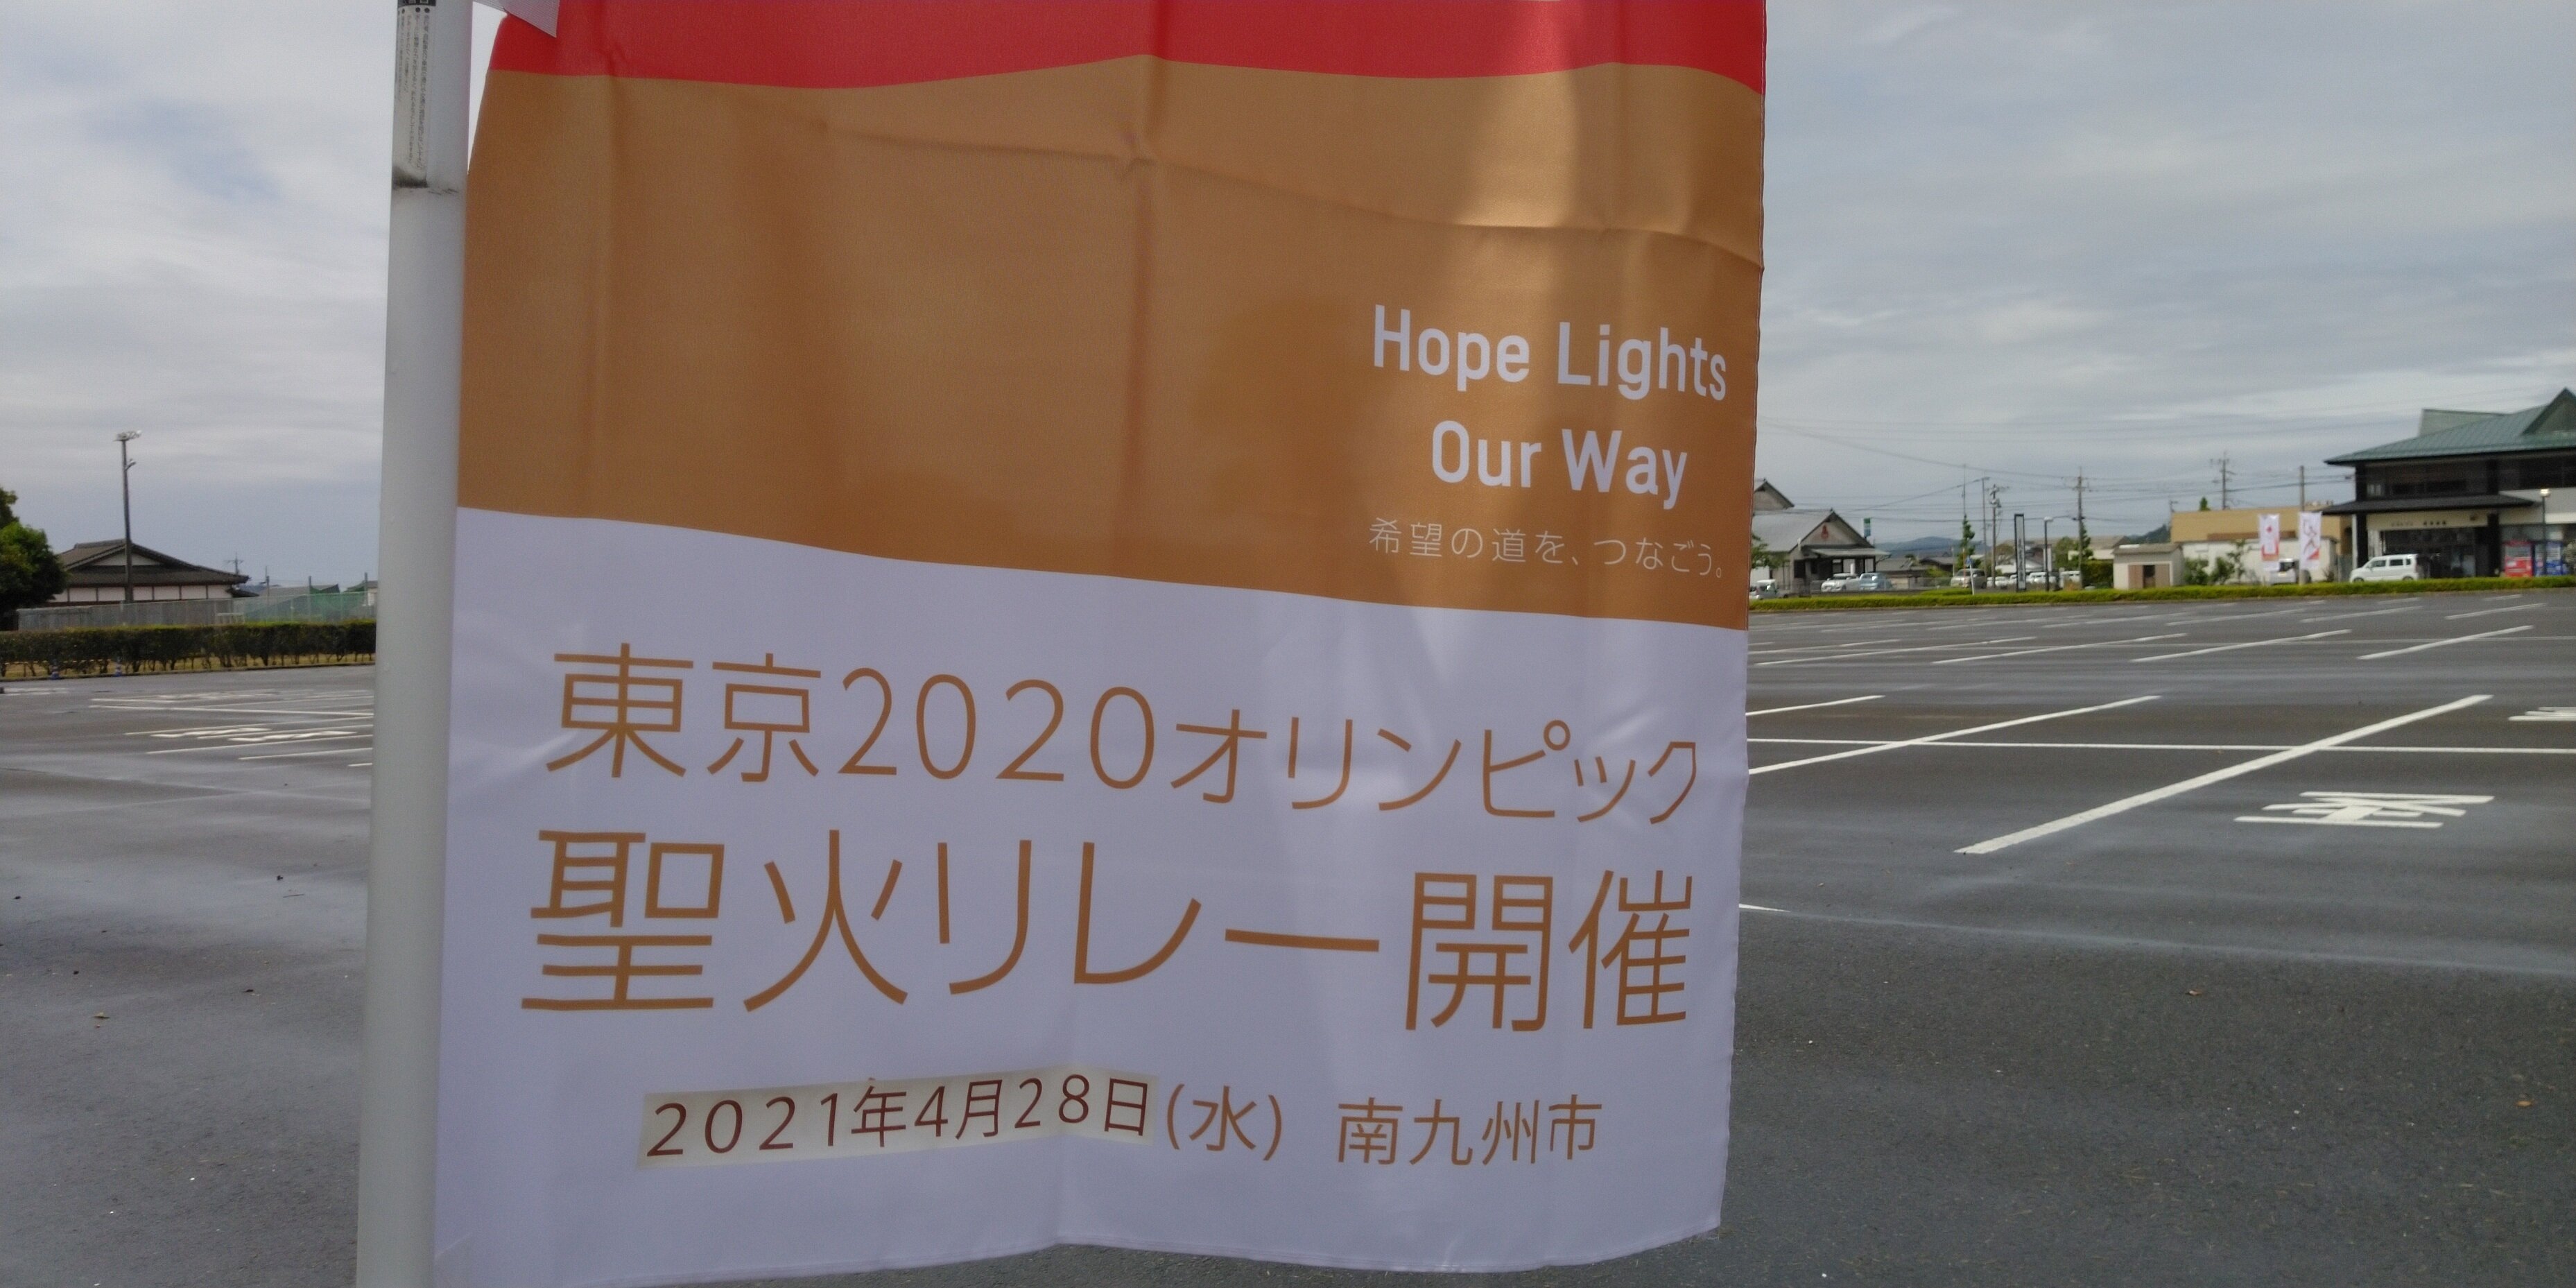 Hope Lights
Our Way
希望の道を、つなごう。
東京2020オリンピック
聖火リレー開催
2021年4月28日(水) 南九州市